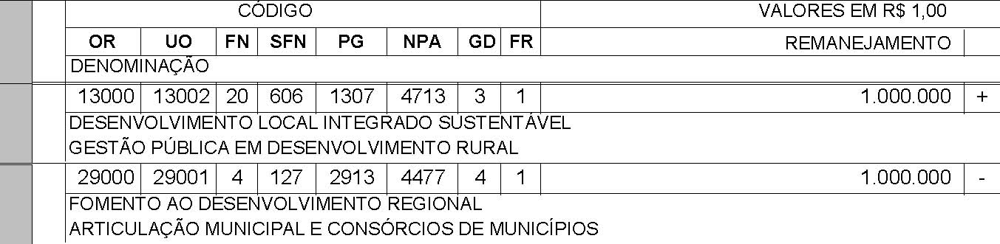 CÓDIGO VALORES EM R$ 1,00
OR UO FN SFN PG NPA GD FR REMANEJAMENTO
DENOMINAÇÃO
13000 13002 20 606 1307 4713 3 1 1.000.000 +
DESENVOLVIMENTO LOCAL INTEGRADO SUSTENTÁVEL
GESTÃO PÚBLICA EM DESENVOLVIMENTO RURAL
29000 29001 4 127 2913 4477 4 1 1.000.000 -
FOMENTO AO DESENVOLVIMENTO REGIONAL
ARTICULAÇÃO MUNICIPAL E CONSÓRCIOS DE MUNICÍPIOS